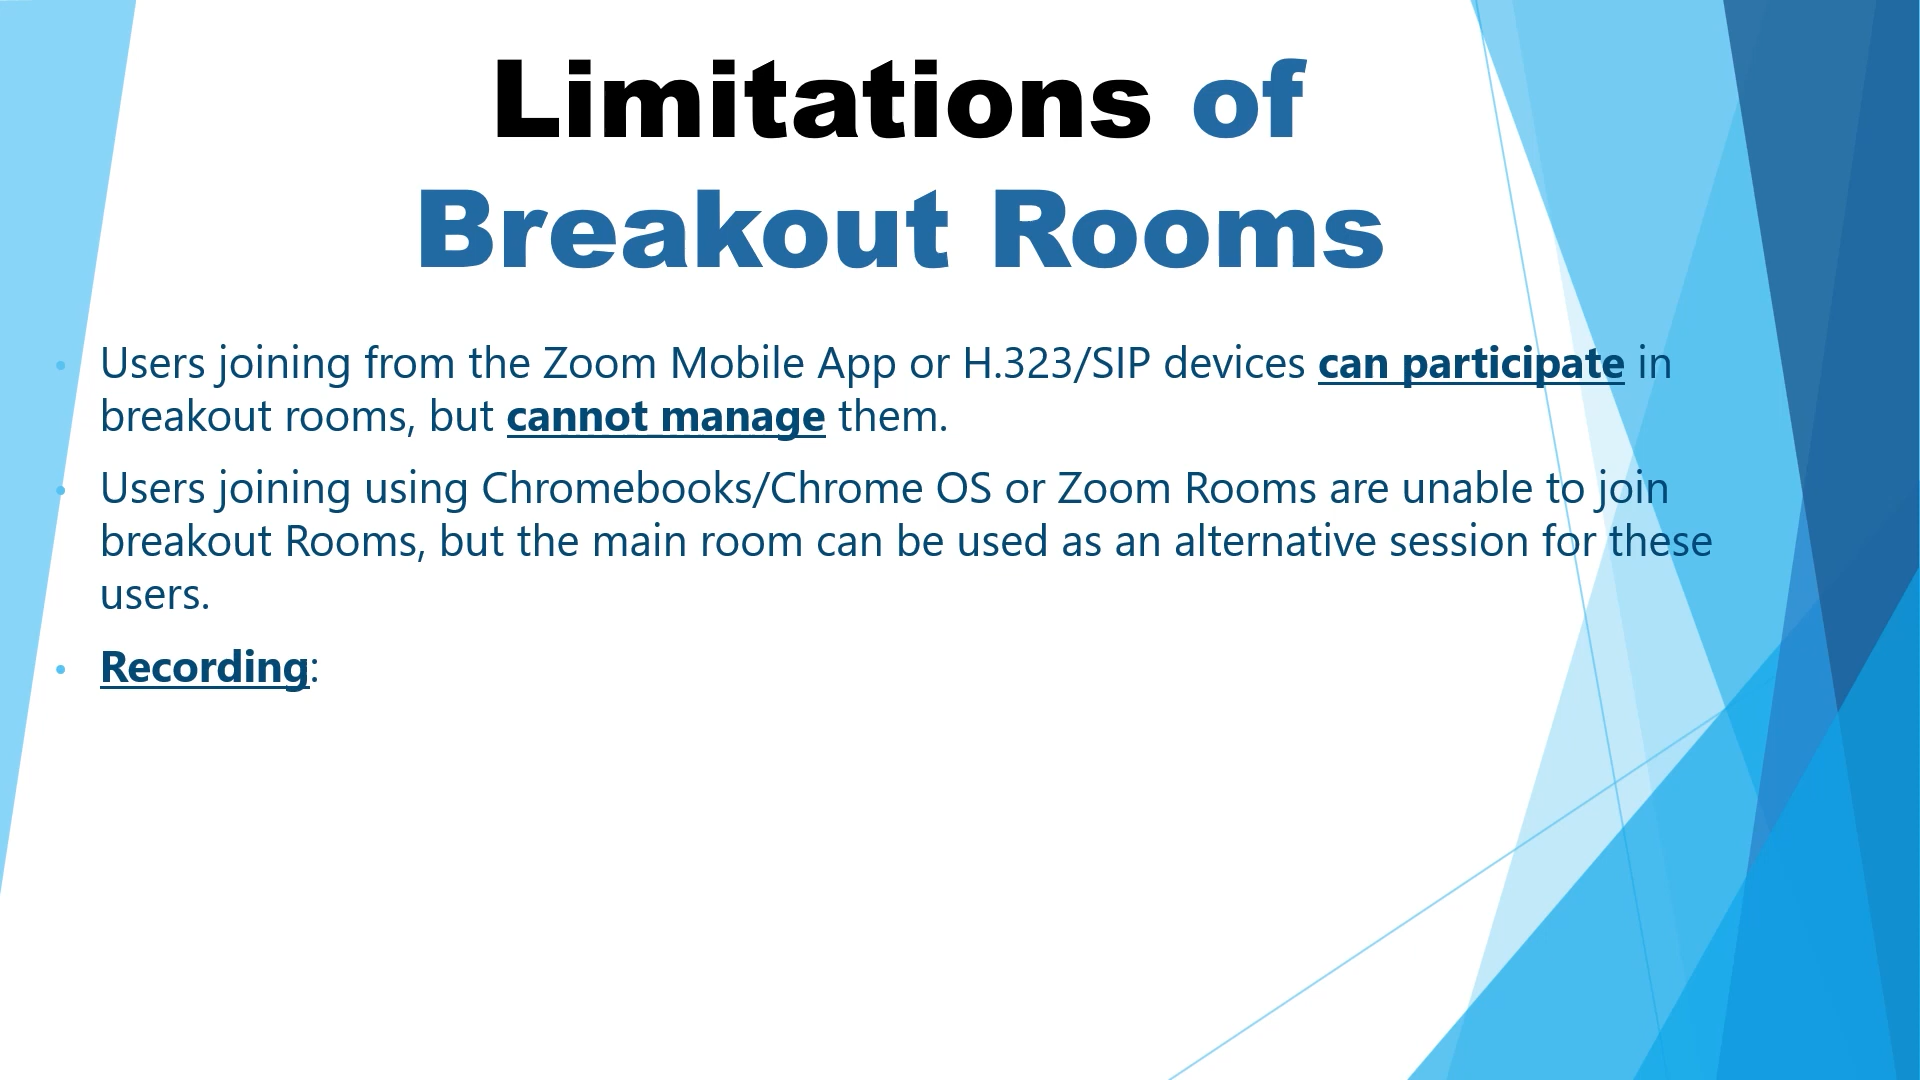 Limitations of
Breakout Rooms
• Users joining from the Zoom Mobile App or H.323/SIP devices can participate in
breakout rooms, but cannot manage them.
• Users joining using Chromebooks/Chrome OS or Zoom Rooms are unable to join
breakout Rooms, but the main room can be used as an alternative session for these
users.
• Recording: